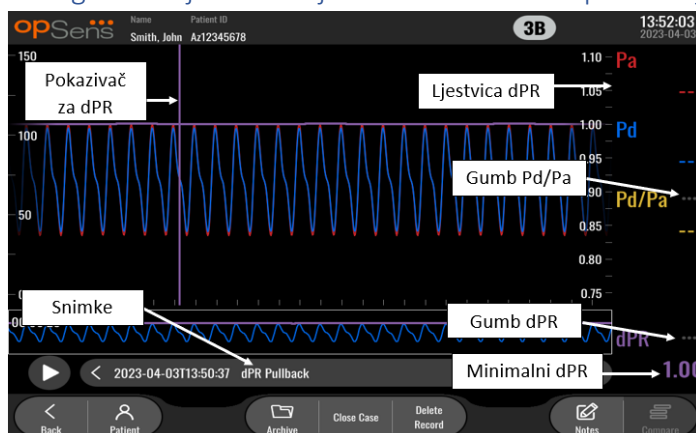 opSens
Name
Patient ID
Smith, John
Az12345678
3B
13:52:03
2023-04-03
150
1.10
Pa
Pokazivač
za dPR
Ljestvica dPR
1.05
--
100
1.00
Pd
0.95
--
Gumb Pd/Pa
.90
Pd/Pa
50
0.85
--
0.80
0.75
Snimke
Gumb dPR
dPR
2023-04-03T13:50:37 dPR Pullback
Minimalni dPR
1.00
Back
Patient
Archive
Close Case
Delete
Record
Notes
Compare